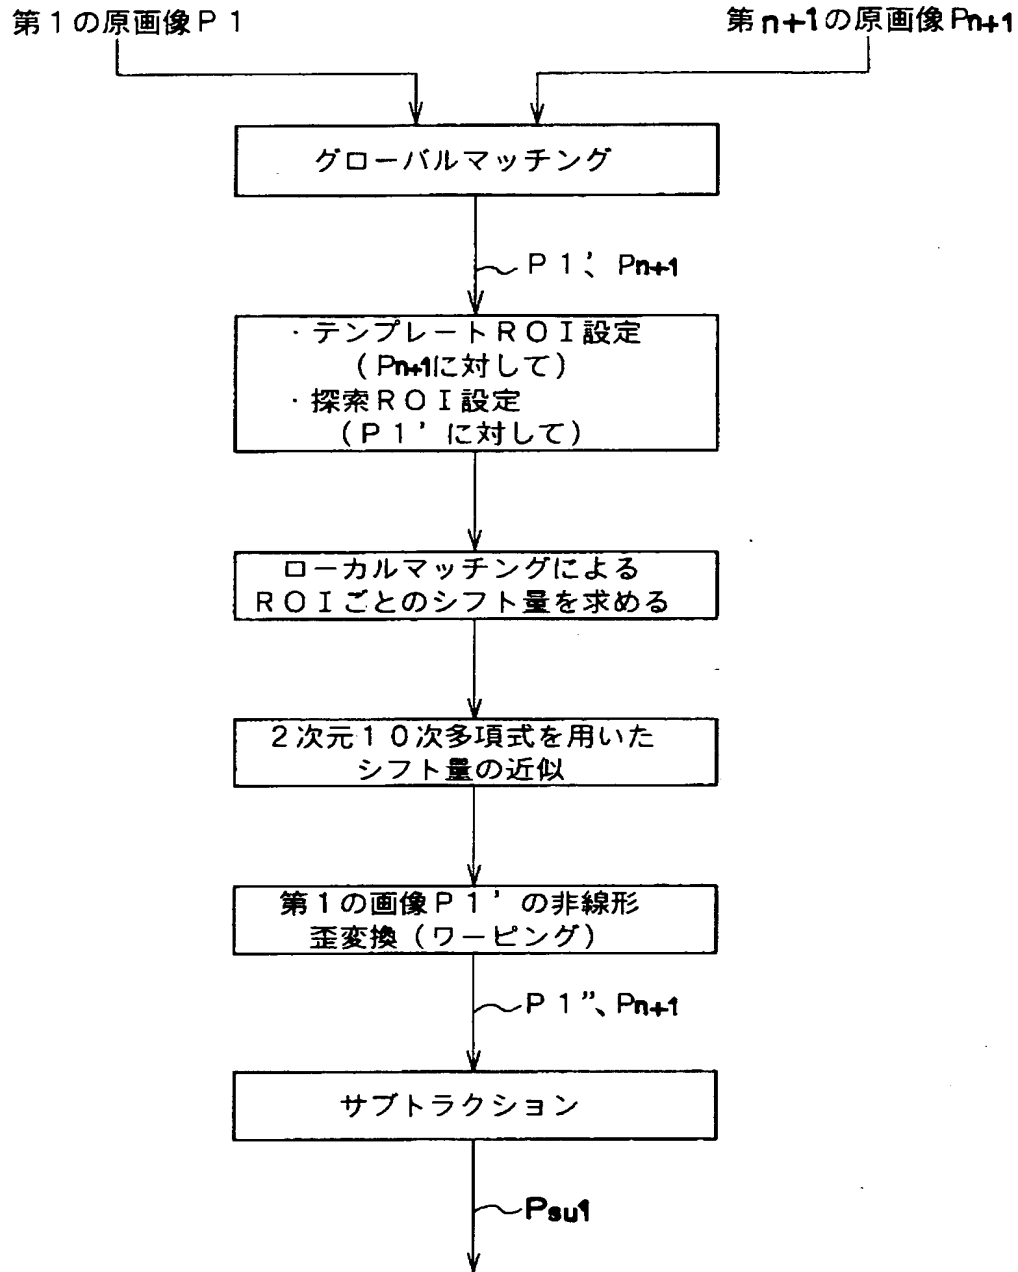 第１の原画像Ｐ１
第n+1の原画像Pn+1
グローバルマッチング
Ｐ１'、Pn+1
・テンプレートＲＯＩ設定
（Pn+1に対して）
・探索ＲＯＩ設定
（Ｐ１'に対して）
ローカルマッチングによる
ＲＯＩごとのシフト量を求める
２次元１０次多項式を用いた
シフト量の近似
第１の画像Ｐ１'の非線形
歪変換（ワーピング）
Ｐ１"、Pn+1
サブトラクション
Psu1